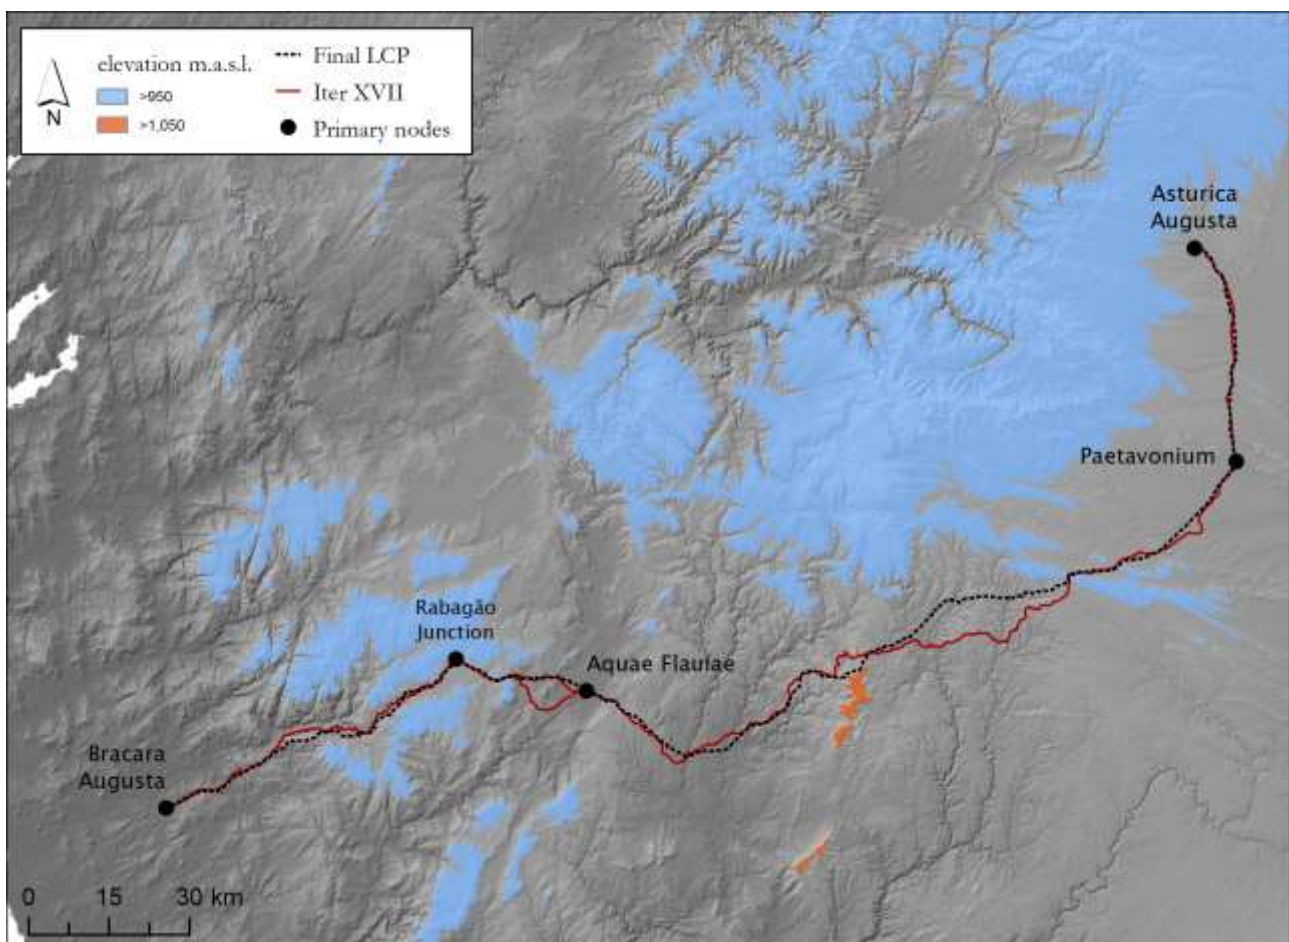 elevation m.a.s.l.
>950
>1,050
N
Final LCP
Iter XVII
Primary nodes
Asturica
Augusta
Paetavonium
Rabagão
Junction
Aquae Flaulae
Bracara
Augusta
0 15 30 km